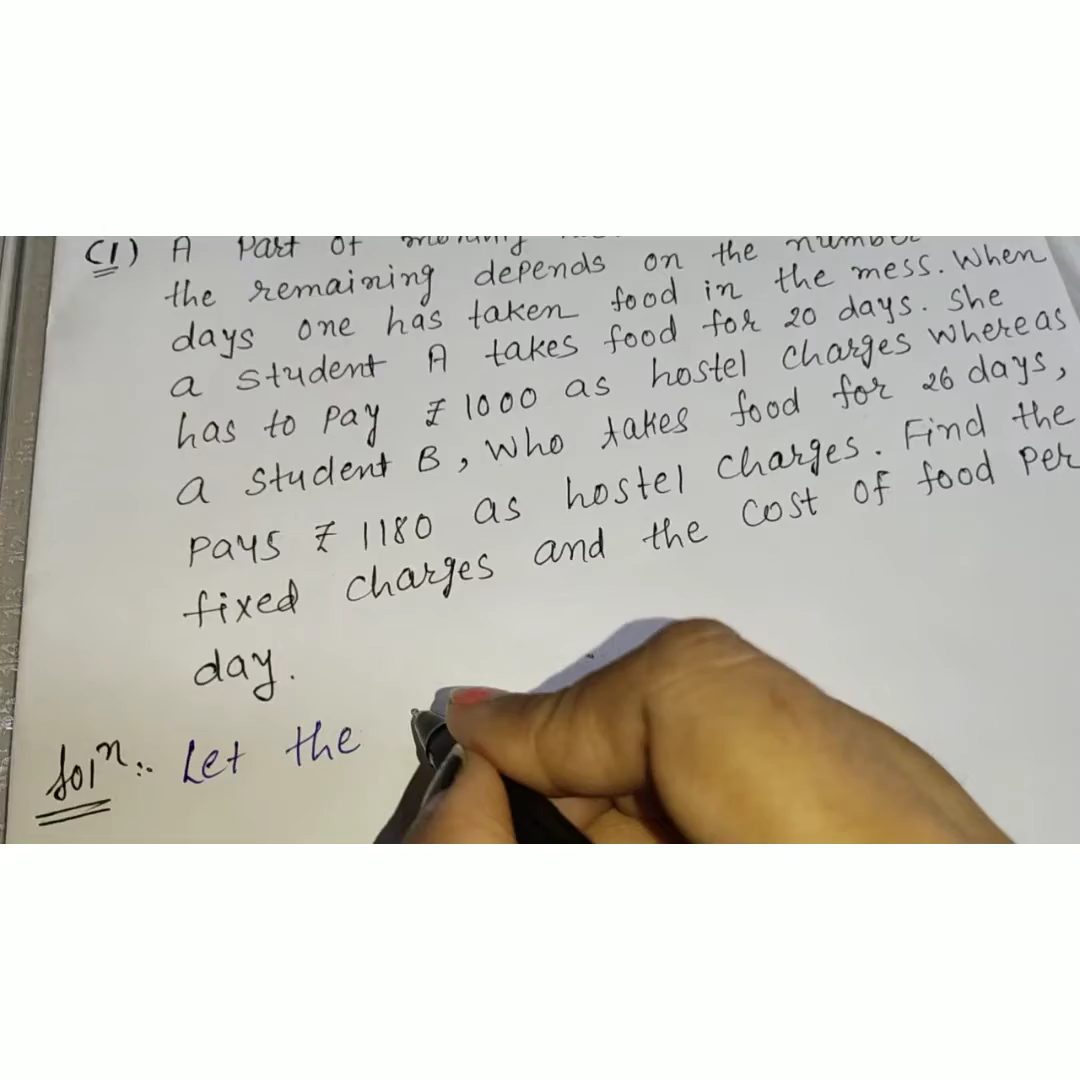 (1) A Part of
the remaining depends on the
days one has taken food in the mess. When
a student A takes food for 20 days. She
has to pay ₹ 1000 as hostel charges whereas
a student B, who takes food for 26 days,
pays ₹ 1180 as hostel charges. Find the
fixed charges and the cost of food per
day.
Solⁿ:. Let the